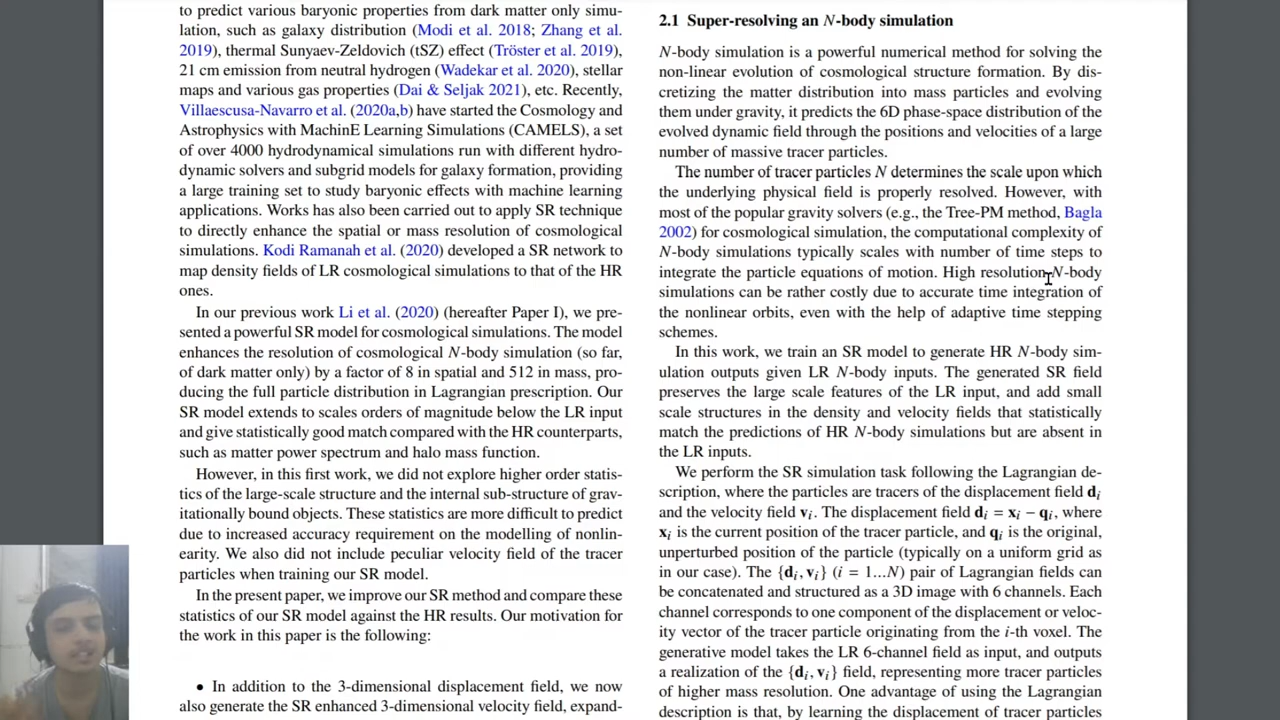 to predict various baryonic properties from dark matter only simu-
lation, such as galaxy distribution (Modi et al. 2018; Zhang et al.
2019), thermal Sunyaev-Zeldovich (tSZ) effect (Tröster et al. 2019),
21 cm emission from neutral hydrogen (Wadekar et al. 2020), stellar
maps and various gas properties (Dai & Seljak 2021), etc. Recently,
Villaescusa-Navarro et al. (2020a,b) have started the Cosmology and
Astrophysics with MachinE Learning Simulations (CAMELS), a set
of over 4000 hydrodynamical simulations run with different hydro-
dynamic solvers and subgrid models for galaxy formation, providing
a large training set to study baryonic effects with machine learning
applications. Works has also been carried out to apply SR technique
to directly enhance the spatial or mass resolution of cosmological
simulations. Kodi Ramanah et al. (2020) developed a SR network to
map density fields of LR cosmological simulations to that of the HR
ones.
In our previous work Li et al. (2020) (hereafter Paper I), we pre-
sented a powerful SR model for cosmological simulations. The model
enhances the resolution of cosmological N-body simulation (so far,
of dark matter only) by a factor of 8 in spatial and 512 in mass, pro-
ducing the full particle distribution in Lagrangian prescription. Our
SR model extends to scales orders of magnitude below the LR input
and give statistically good match compared with the HR counterparts,
such as matter power spectrum and halo mass function.
However, in this first work, we did not explore higher order statis-
tics of the large-scale structure and the internal sub-structure of grav-
itationally bound objects. These statistics are more difficult to predict
due to increased accuracy requirement on the modelling of nonlin-
earity. We also did not include peculiar velocity field of the tracer
particles when training our SR model.
In the present paper, we improve our SR method and compare these
statistics of our SR model against the HR results. Our motivation for
the work in this paper is the following:
• In addition to the 3-dimensional displacement field, we now
also generate the SR enhanced 3-dimensional velocity field, expand-
2.1 Super-resolving an N-body simulation
N-body simulation is a powerful numerical method for solving the
non-linear evolution of cosmological structure formation. By dis-
cretizing the matter distribution into mass particles and evolving
them under gravity, it predicts the 6D phase-space distribution of the
evolved dynamic field through the positions and velocities of a large
number of massive tracer particles.
The number of tracer particles N determines the scale upon which
the underlying physical field is properly resolved. However, with
most of the popular gravity solvers (e.g., the Tree-PM method, Bagla
2002) for cosmological simulation, the computational complexity of
N-body simulations typically scales with number of time steps to
integrate the particle equations of motion. High resolution N-body
simulations can be rather costly due to accurate time integration of
the nonlinear orbits, even with the help of adaptive time stepping
schemes.
In this work, we train an SR model to generate HR N-body sim-
ulation outputs given LR N-body inputs. The generated SR field
preserves the large scale features of the LR input, and add small
scale structures in the density and velocity fields that statistically
match the predictions of HR N-body simulations but are absent in
the LR inputs.
We perform the SR simulation task following the Lagrangian de-
scription, where the particles are tracers of the displacement field dᵢ
and the velocity field vᵢ. The displacement field dᵢ = xᵢ − qᵢ, where
xᵢ is the current position of the tracer particle, and qᵢ is the original,
unperturbed position of the particle (typically on a uniform grid as
in our case). The {dᵢ, vᵢ} (i = 1...N) pair of Lagrangian fields can
be concatenated and structured as a 3D image with 6 channels. Each
channel corresponds to one component of the displacement or veloc-
ity vector of the tracer particle originating from the i-th voxel. The
generative model takes the LR 6-channel field as input, and outputs
a realization of the {dᵢ, vᵢ} field, representing more tracer particles
of higher mass resolution. One advantage of using the Lagrangian
description is that, by learning the displacement of tracer particles